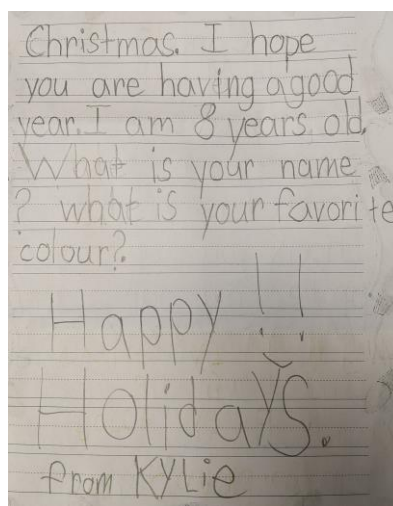 Christmas. I hope
you are having a good
year. I am 8 years old.
What is your name
? what is your favorite
colour?
Happy !!
HolidaYS.
from KYLie